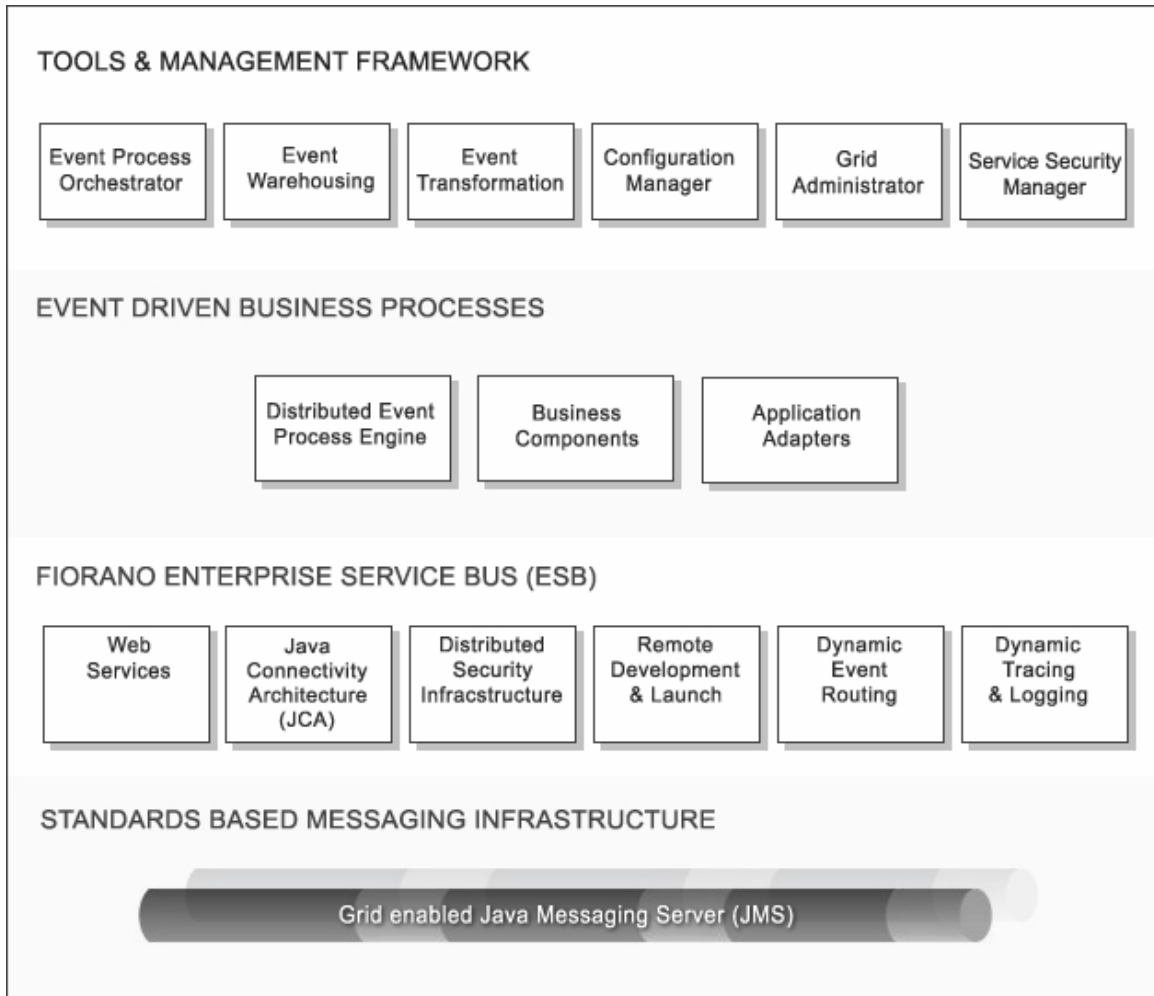 TOOLS & MANAGEMENT FRAMEWORK
Event Process
Orchestrator
Event
Warehousing
Event
Transformation
Configuration
Manager
Grid
Administrator
Service Security
Manager
EVENT DRIVEN BUSINESS PROCESSES
Distributed Event
Process Engine
Business
Components
Application
Adapters
FIORANO ENTERPRISE SERVICE BUS (ESB)
Web
Services
Java
Connectivity
Architecture
(JCA)
Distributed
Security
Infracstructure
Remote
Development
& Launch
Dynamic
Event
Routing
Dynamic
Tracing
& Logging
STANDARDS BASED MESSAGING INFRASTRUCTURE
Grid enabled Java Messaging Server (JMS)